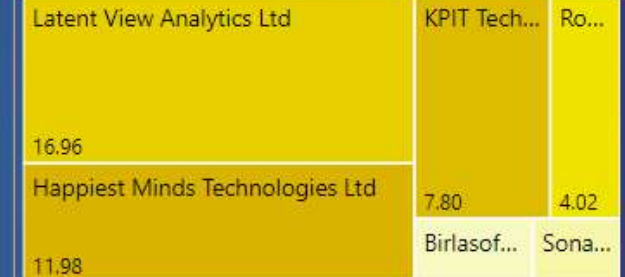 Latent View Analytics Ltd
16.96
Happiest Minds Technologies Ltd
11.98
KPIT Tech...
7.80
Ro...
4.02
Birlasof...
Sona...